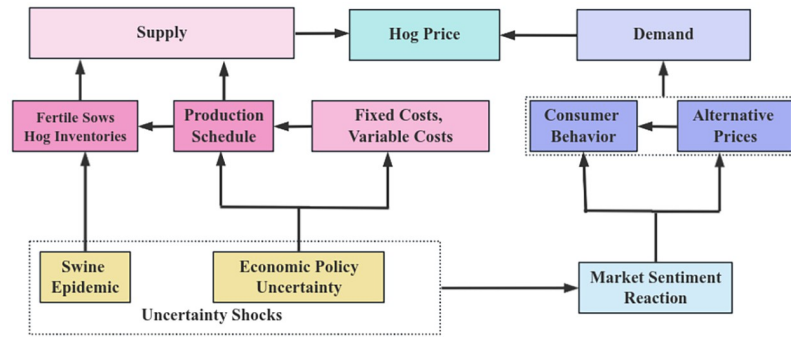 Supply
Hog Price
Demand
Fertile Sows
Hog Inventories
Production
Schedule
Fixed Costs,
Variable Costs
Consumer
Behavior
Alternative
Prices
Swine
Epidemic
Economic Policy
Uncertainty
Uncertainty Shocks
Market Sentiment
Reaction